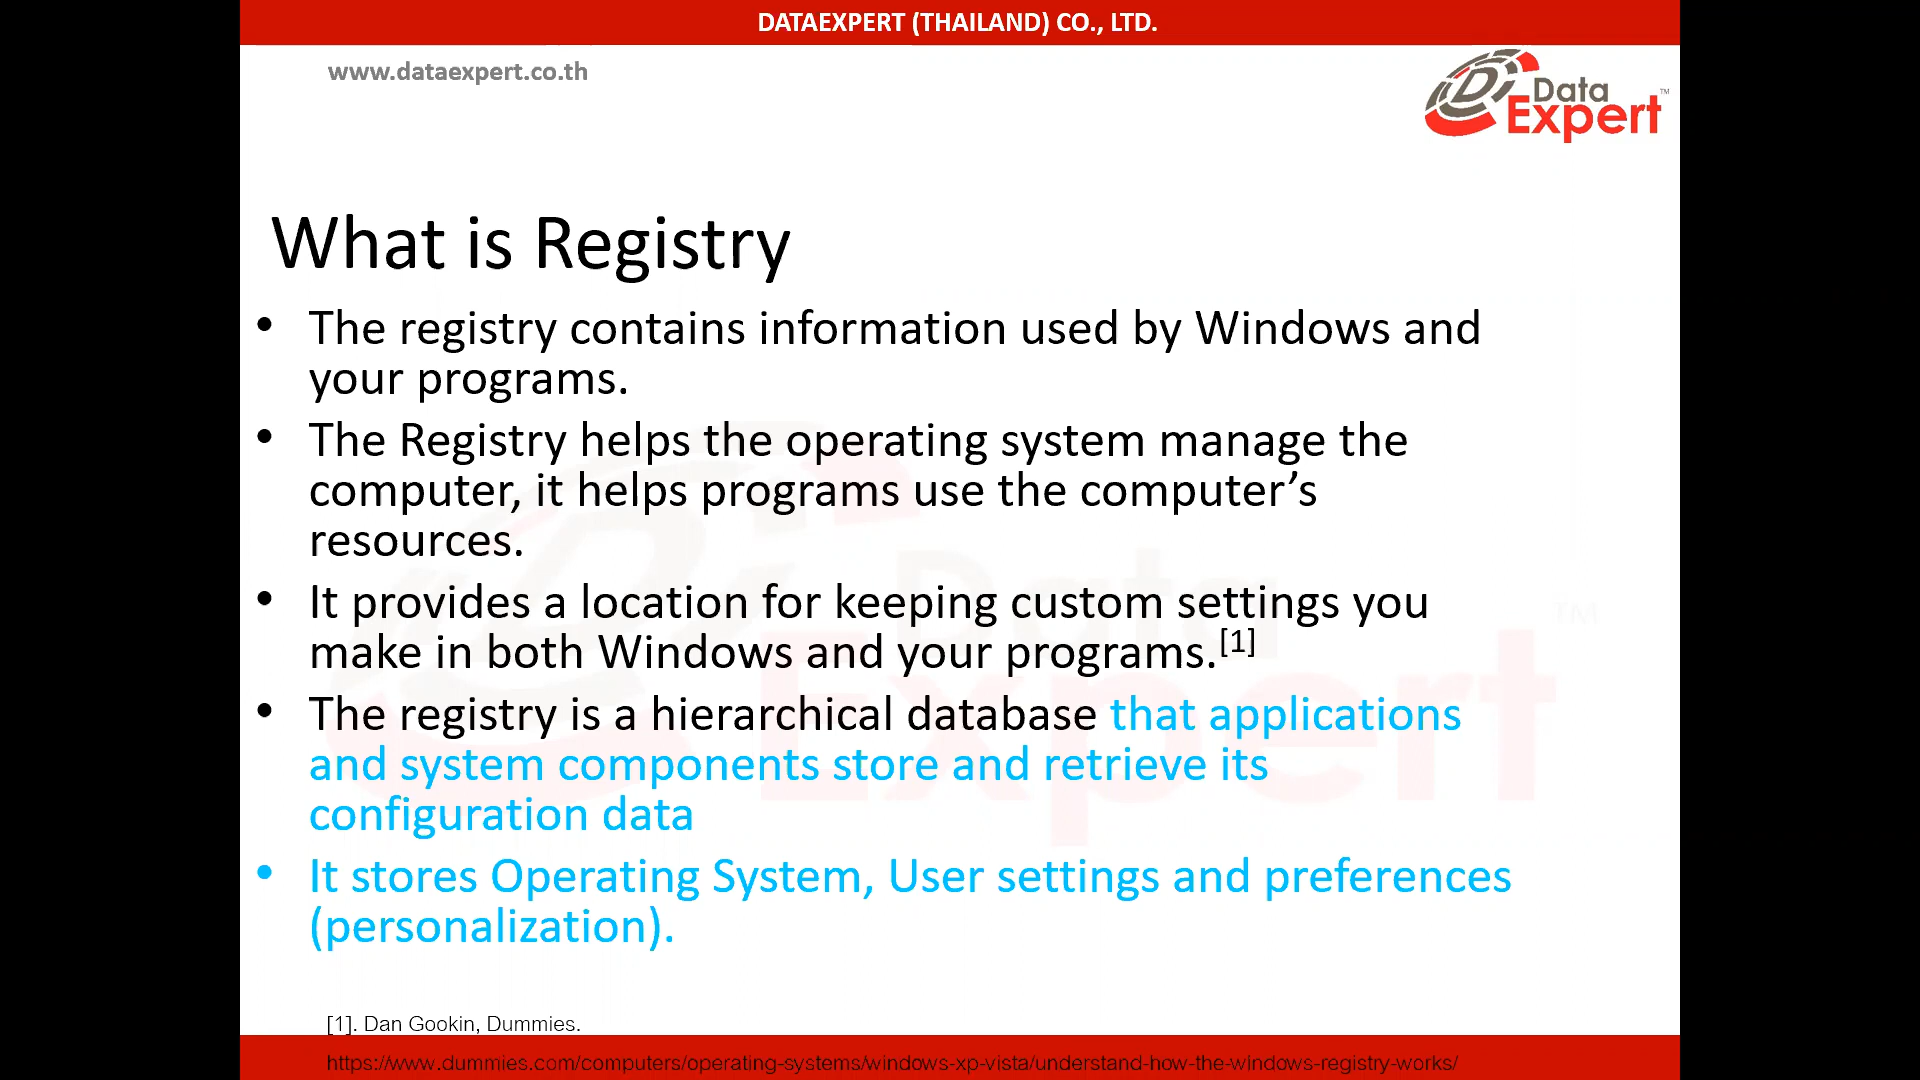 DATAEXPERT (THAILAND) CO., LTD.
www.dataexpert.co.th
Data
Expert™
What is Registry
• The registry contains information used by Windows and
your programs.
• The Registry helps the operating system manage the
computer, it helps programs use the computer’s
resources.
• It provides a location for keeping custom settings you
make in both Windows and your programs.[1]
• The registry is a hierarchical database that applications
and system components store and retrieve its
configuration data
• It stores Operating System, User settings and preferences
(personalization).
Data
Expert™
[1]. Dan Gookin, Dummies.
https://www.dummies.com/computers/operating-systems/windows-xp-vista/understand-how-the-windows-registry-works/